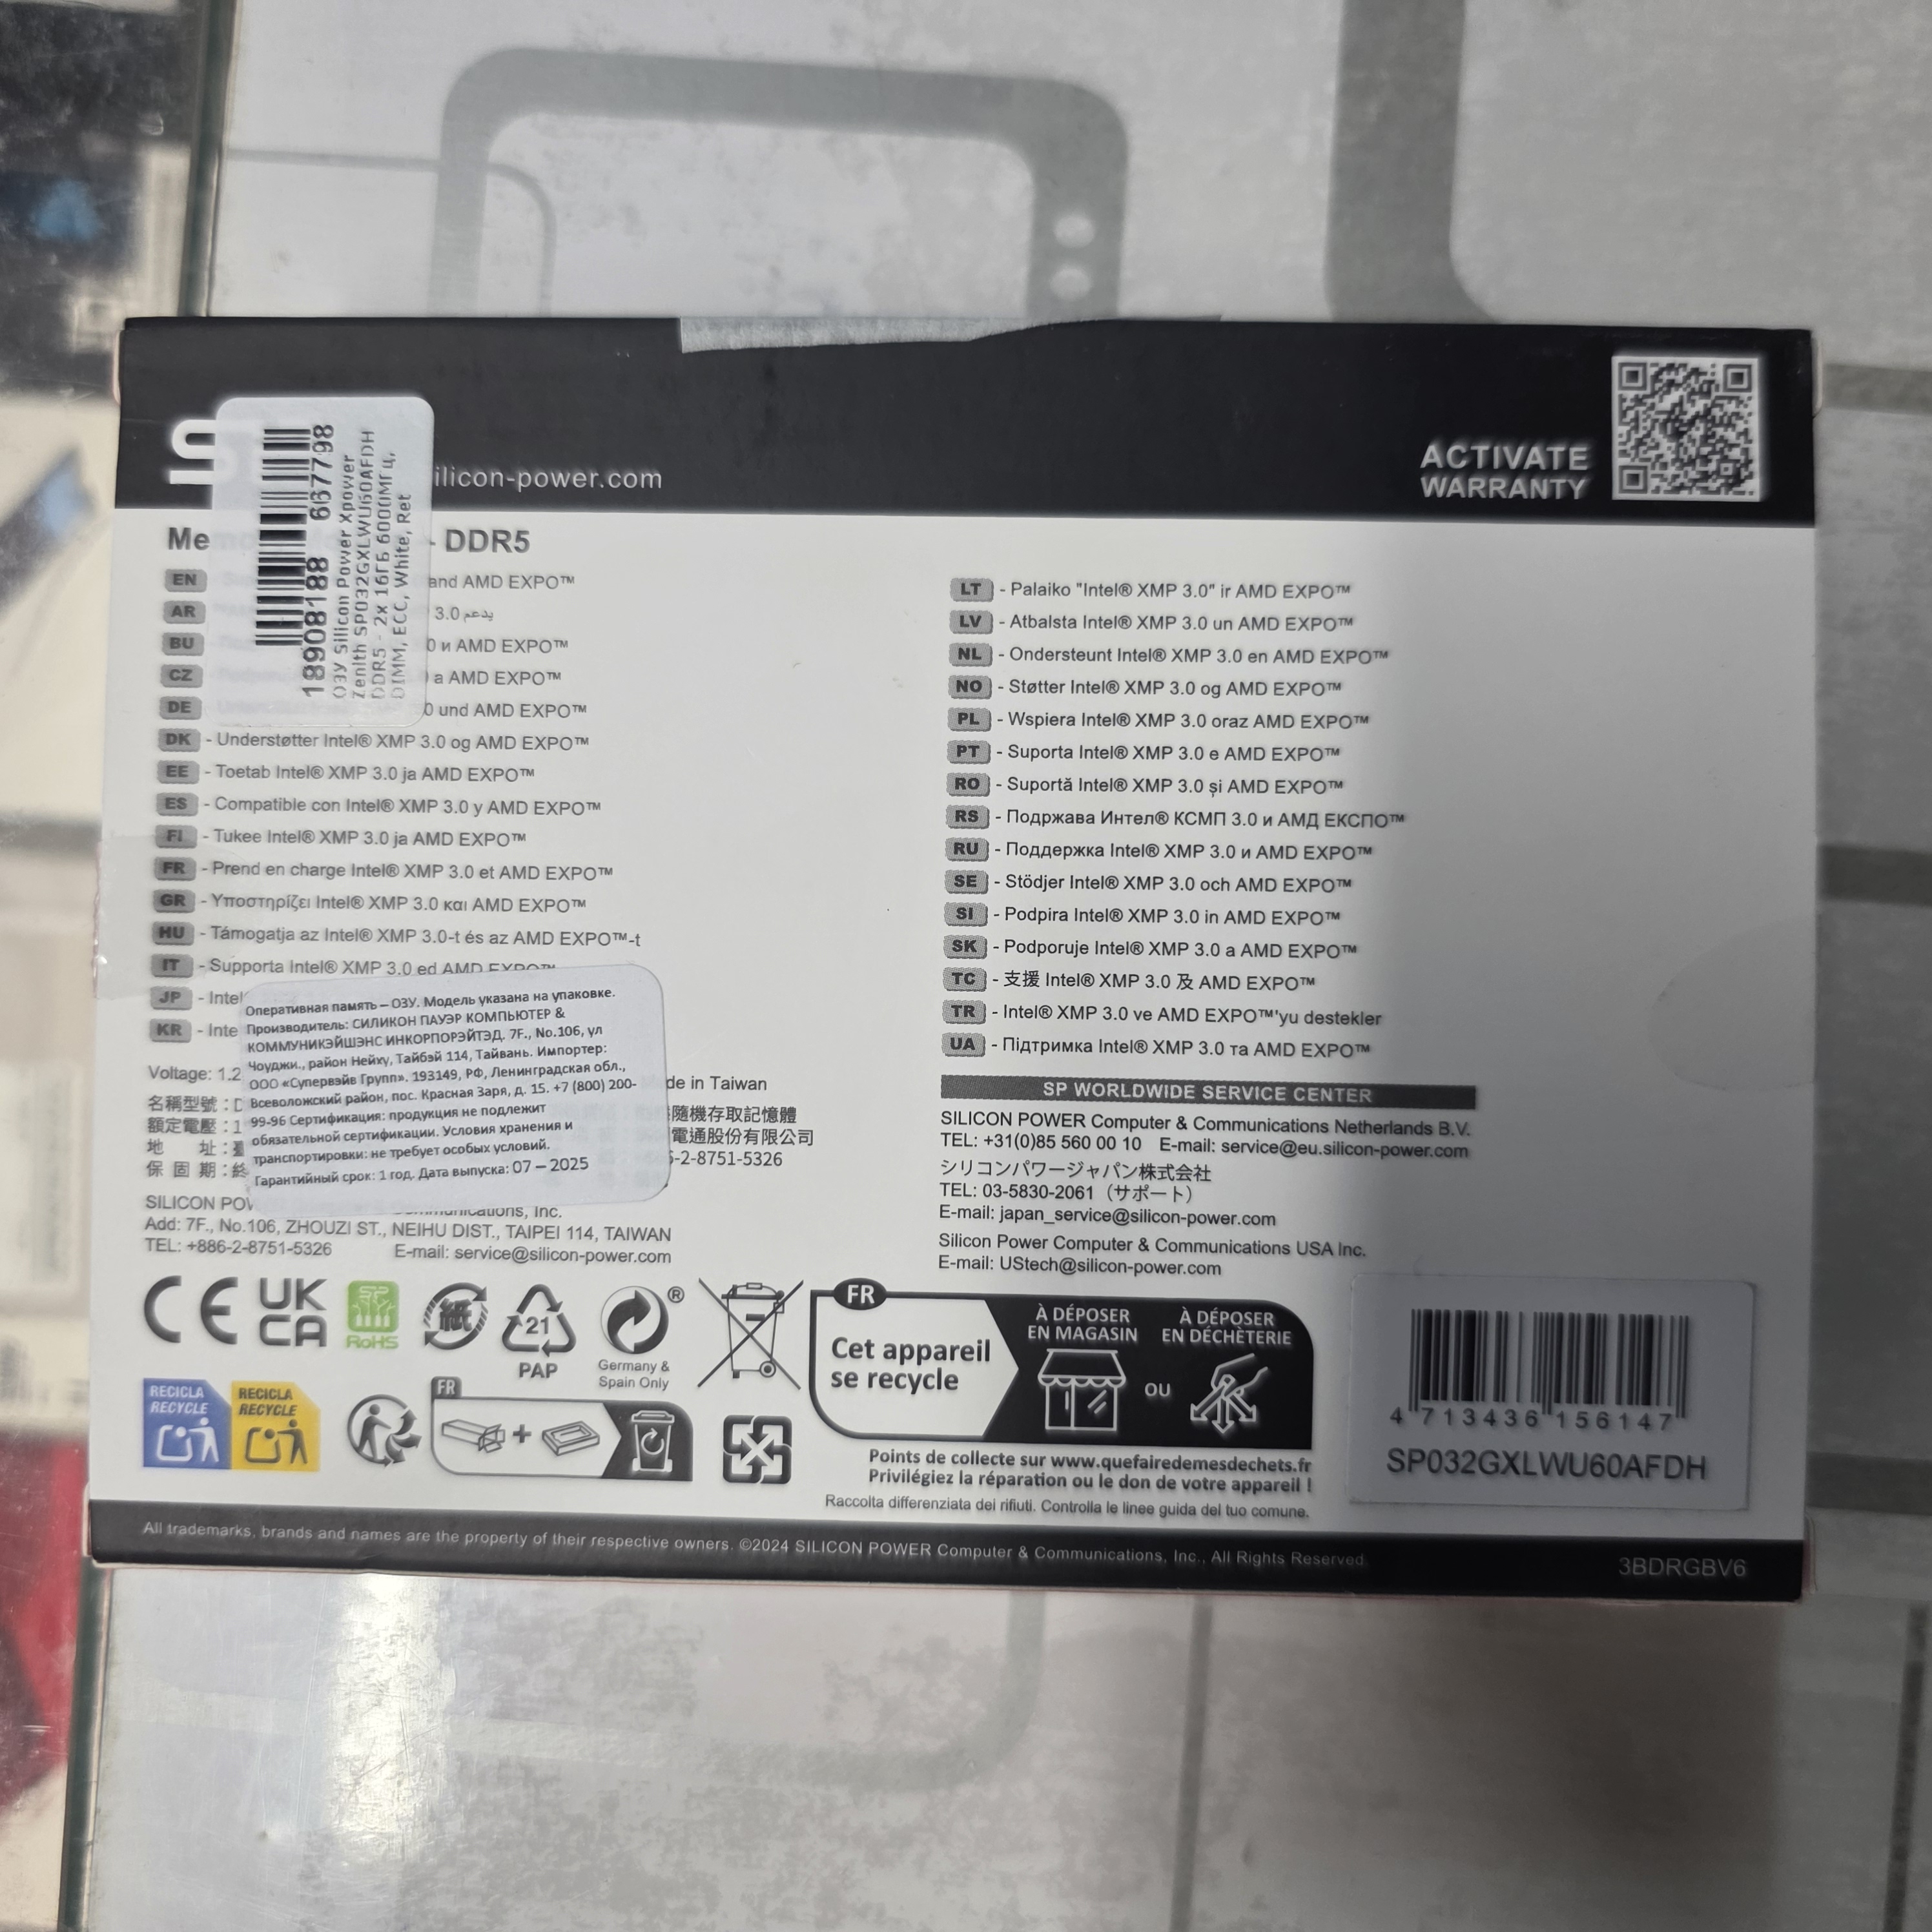 ilicon-power.com
ACTIVATE
WARRANTY
18908188 667798
ОЗУ Silicon Power Xpower
Zenith SP032GXLWU60AFDH
DDR5 - 2x 16ГБ 6000МГц,
DIMM, ECC, White, Ret
Me - DDR5
EN and AMD EXPO™
AR 3.0 يدعم
BU 0 и AMD EXPO™
CZ a AMD EXPO™
DE 0 und AMD EXPO™
DK - Understøtter Intel® XMP 3.0 og AMD EXPO™
EE - Toetab Intel® XMP 3.0 ja AMD EXPO™
ES - Compatible con Intel® XMP 3.0 y AMD EXPO™
FI - Tukee Intel® XMP 3.0 ja AMD EXPO™
FR - Prend en charge Intel® XMP 3.0 et AMD EXPO™
GR - Υποστηρίζει Intel® XMP 3.0 και AMD EXPO™
HU - Támogatja az Intel® XMP 3.0-t és az AMD EXPO™-t
IT - Supporta Intel® XMP 3.0 ed AMD EXPO™
JP - Intel
KR - Inte
LT - Palaiko "Intel® XMP 3.0" ir AMD EXPO™
LV - Atbalsta Intel® XMP 3.0 un AMD EXPO™
NL - Ondersteunt Intel® XMP 3.0 en AMD EXPO™
NO - Støtter Intel® XMP 3.0 og AMD EXPO™
PL - Wspiera Intel® XMP 3.0 oraz AMD EXPO™
PT - Suporta Intel® XMP 3.0 e AMD EXPO™
RO - Suportă Intel® XMP 3.0 și AMD EXPO™
RS - Подржава Интел® КСМП 3.0 и АМД ЕКСПО™
RU - Поддержка Intel® XMP 3.0 и AMD EXPO™
SE - Stödjer Intel® XMP 3.0 och AMD EXPO™
SI - Podpira Intel® XMP 3.0 in AMD EXPO™
SK - Podporuje Intel® XMP 3.0 a AMD EXPO™
TC - 支援 Intel® XMP 3.0 及 AMD EXPO™
TR - Intel® XMP 3.0 ve AMD EXPO™'yu destekler
UA - Підтримка Intel® XMP 3.0 та AMD EXPO™
Оперативная память – ОЗУ. Модель указана на упаковке.
Производитель: СИЛИКОН ПАУЭР КОМПЬЮТЕР &
КОММУНИКЭЙШЭНС ИНКОРПОРЭЙТЭД. 7F., No.106, ул
Чоуджи., район Нейху, Тайбэй 114, Тайвань. Импортер:
ООО «Супервэйв Групп». 193149, РФ, Ленинградская обл.,
Всеволожский район, пос. Красная Заря, д. 15. +7 (800) 200-
99-96 Сертификация: продукция не подлежит
обязательной сертификации. Условия хранения и
транспортировки: не требует особых условий.
Гарантийный срок: 1 год. Дата выпуска: 07 – 2025
Voltage: 1.2 de in Taiwan
名稱型號：D 隨機存取記憶體
額定電壓：1 電通股份有限公司
地 址：臺 -2-8751-5326
保 固 期：終
SILICON POW munications, Inc.
Add: 7F., No.106, ZHOUZI ST., NEIHU DIST., TAIPEI 114, TAIWAN
TEL: +886-2-8751-5326 E-mail: service@silicon-power.com
SP WORLDWIDE SERVICE CENTER
SILICON POWER Computer & Communications Netherlands B.V.
TEL: +31(0)85 560 00 10 E-mail: service@eu.silicon-power.com
シリコンパワージャパン株式会社
TEL: 03-5830-2061（サポート）
E-mail: japan_service@silicon-power.com
Silicon Power Computer & Communications USA Inc.
E-mail: UStech@silicon-power.com
CE UK
CA
SP
RoHS
紙
21
PAP
®
Germany &
Spain Only
RECICLA
RECYCLE
RECICLA
RECYCLE
FR
FR
Cet appareil
se recycle
À DÉPOSER
EN MAGASIN
OU
À DÉPOSER
EN DÉCHÈTERIE
Points de collecte sur www.quefairedemesdechets.fr
Privilégiez la réparation ou le don de votre appareil !
Raccolta differenziata dei rifiuti. Controlla le linee guida del tuo comune.
4 713436 156147
SP032GXLWU60AFDH
All trademarks, brands and names are the property of their respective owners. ©2024 SILICON POWER Computer & Communications, Inc., All Rights Reserved.
3BDRGBV6